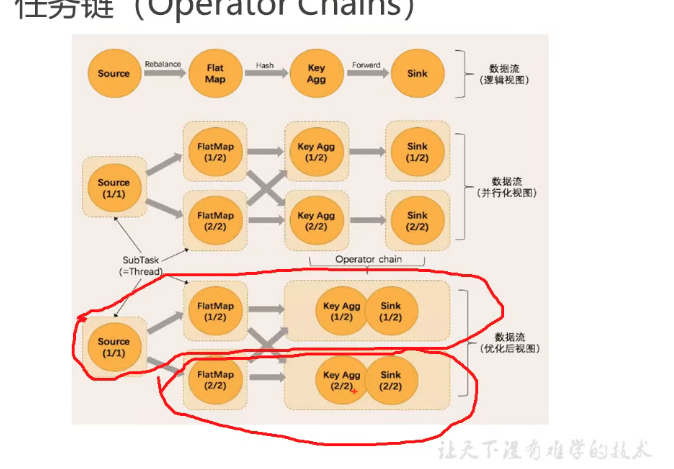 任务链（Operator Chains）
Source
Rebalance
Flat
Map
Hash
Key
Agg
Forward
Sink
数据流
（逻辑视图）
FlatMap
(1/2)
Key Agg
(1/2)
Sink
(1/2)
Source
(1/1)
FlatMap
(2/2)
Key Agg
(2/2)
Sink
(2/2)
数据流
（并行化视图）
SubTask
(=Thread)
Operator chain
FlatMap
(1/2)
Key Agg
(1/2)
Sink
(1/2)
Source
(1/1)
FlatMap
(2/2)
Key Agg
(2/2)
Sink
(2/2)
数据流
（优化后视图）
让天下没有难学的技术